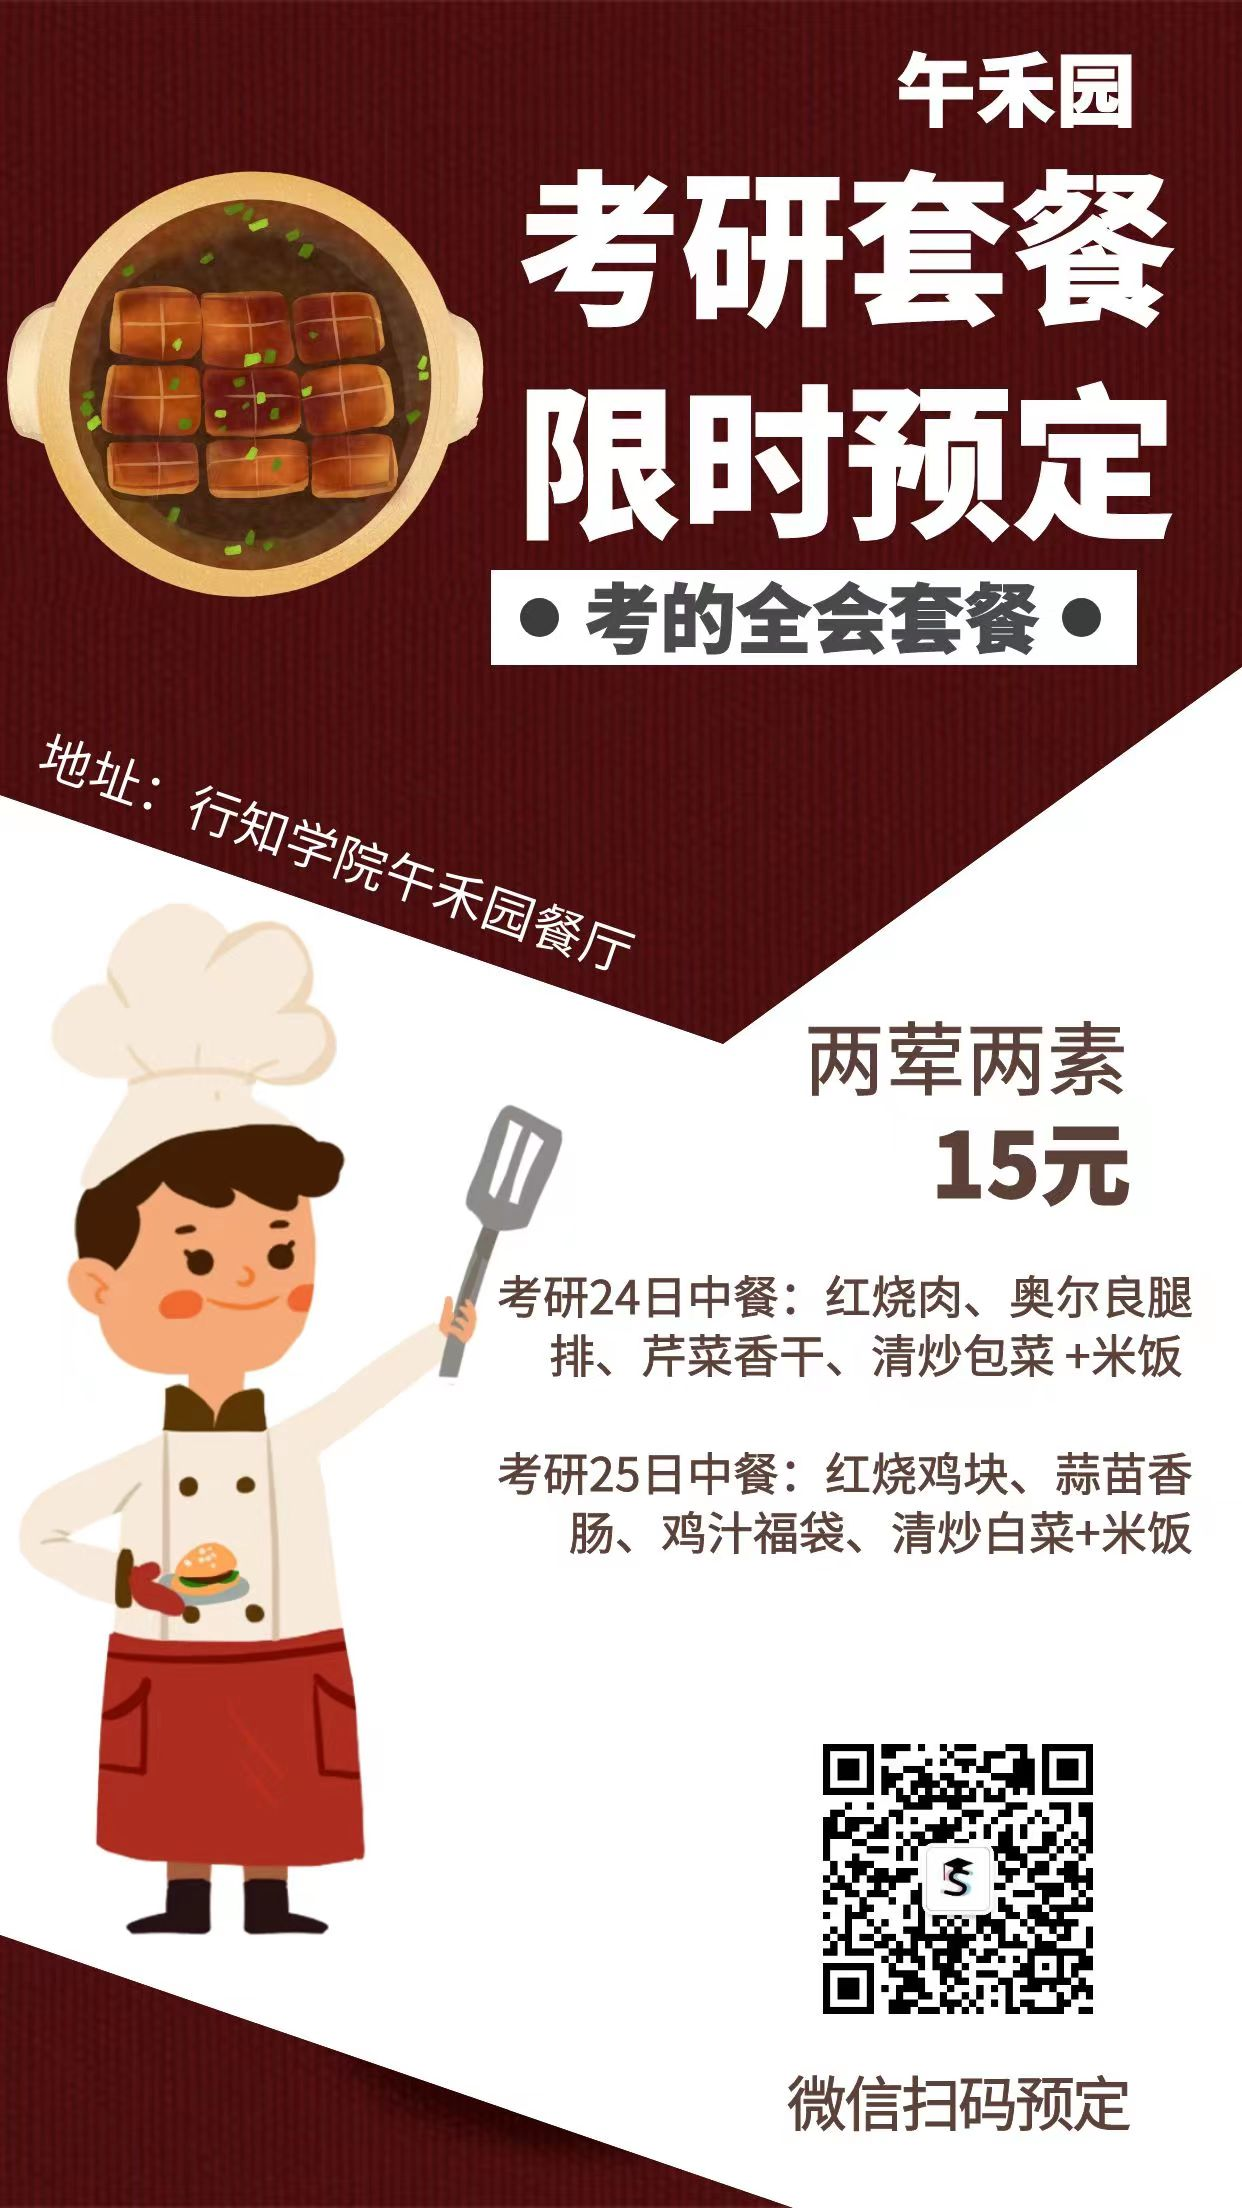 午禾园
考研套餐
限时预定
● 考的全会套餐 ●
地址：行知学院午禾园餐厅
两荤两素
15元
考研24日中餐：红烧肉、奥尔良腿
排、芹菜香干、清炒包菜 +米饭
考研25日中餐：红烧鸡块、蒜苗香
肠、鸡汁福袋、清炒白菜+米饭
微信扫码预定